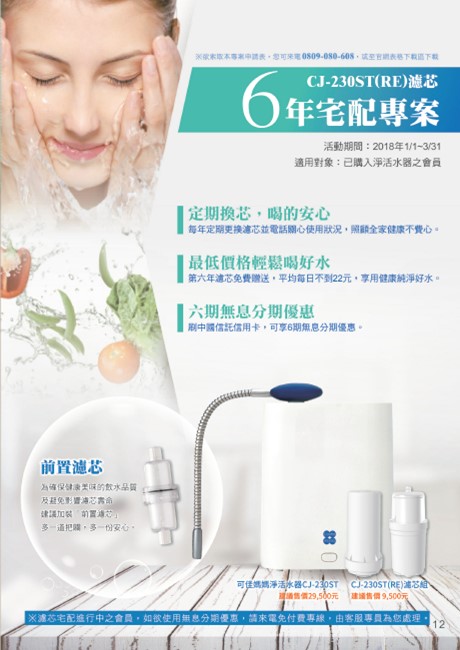 ※欲索取本專案申請表，您可來電 0809-080-608，或至官網表格下載區下載
CJ-230ST(RE)濾芯
6年宅配專案
活動期間：2018年1/1~3/31
適用對象：已購入淨活水器之會員
定期換芯，喝的安心
每年定期更換濾芯並電話關心使用狀況，照顧全家健康不費心。
最低價格輕鬆喝好水
第六年濾芯免費贈送，平均每日不到22元，享用健康純淨好水。
六期無息分期優惠
刷中國信託信用卡，可享6期無息分期優惠。
前置濾芯
為確保健康美味的飲水品質
及避免影響濾芯壽命
建議加裝「前置濾芯」
多一道把關，多一份安心。
可佳媽媽淨活水器CJ-230ST
建議售價29,500元
CJ-230ST(RE)濾芯組
建議售價 9,500元
※濾芯宅配進行中之會員，如欲使用無息分期優惠，請來電免付費專線，由客服專員為您處理。
12